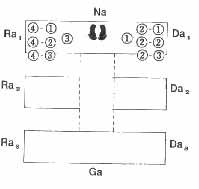 Na
Ra₁ ④-① ② -① Da₁
④-② ③ ① ②-②
④-③ ②-③
Ra₂ Da₂
Ra₃ Da₃
Ga